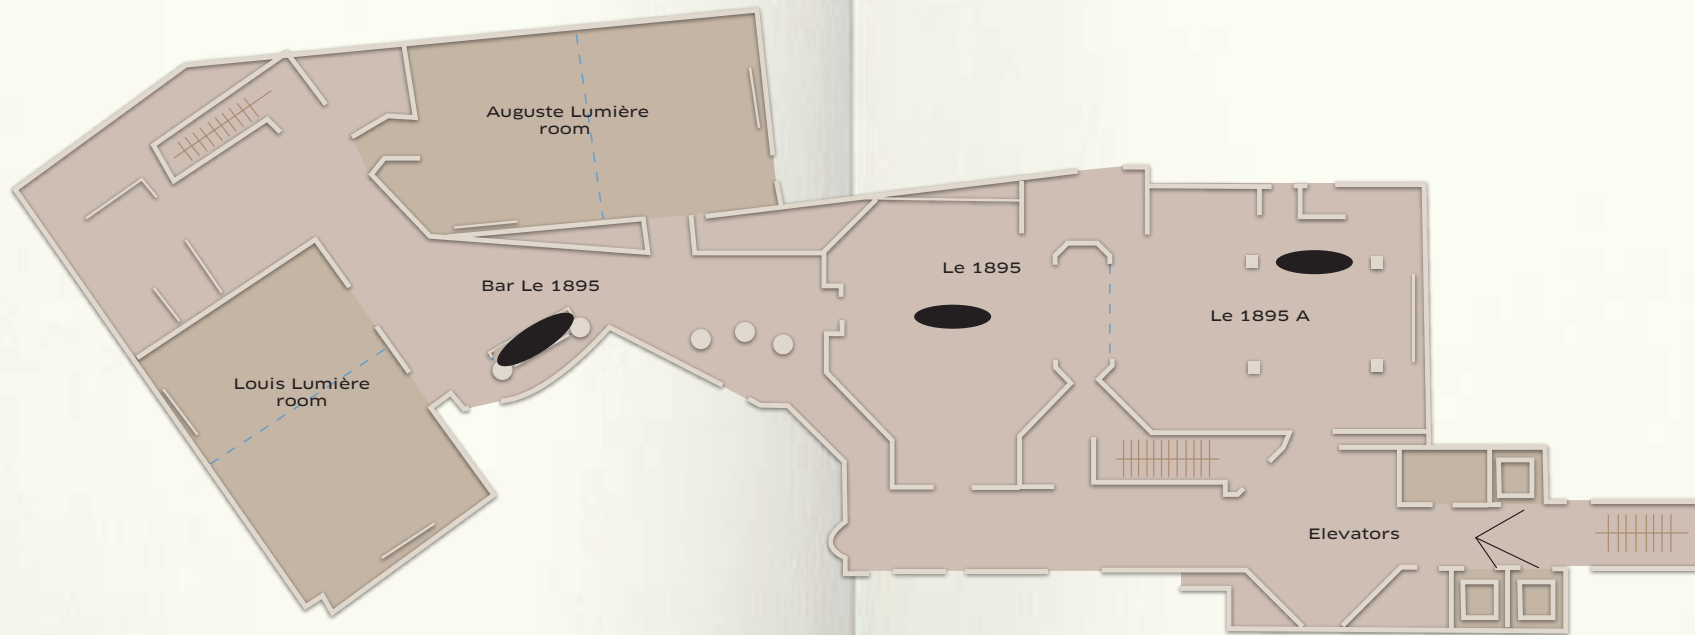 Auguste Lumière
room
Bar Le 1895
Le 1895
Le 1895 A
Louis Lumière
room
Elevators